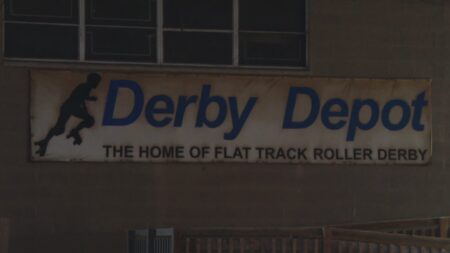 Derby Depot
THE HOME OF FLAT TRACK ROLLER DERBY